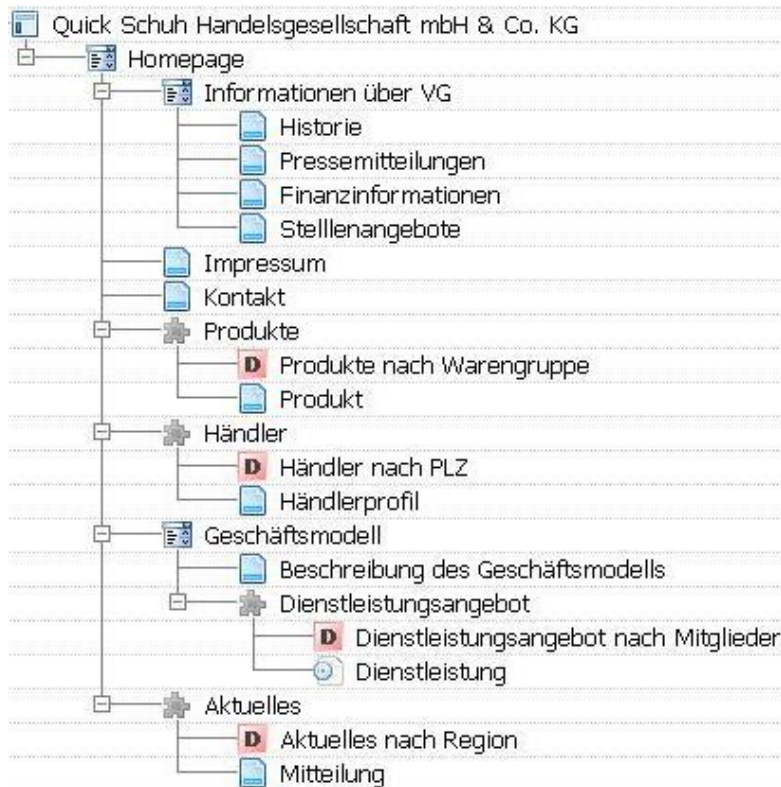 Quick Schuh Handelsgesellschaft mbH & Co. KG
Homepage
Informationen über VG
Historie
Pressemitteilungen
Finanzinformationen
Stelllenangebote
Impressum
Kontakt
Produkte
D Produkte nach Warengruppe
Produkt
Händler
D Händler nach PLZ
Händlerprofil
Geschäftsmodell
Beschreibung des Geschäftsmodells
Dienstleistungsangebot
D Dienstleistungsangebot nach Mitglieder
Dienstleistung
Aktuelles
D Aktuelles nach Region
Mitteilung